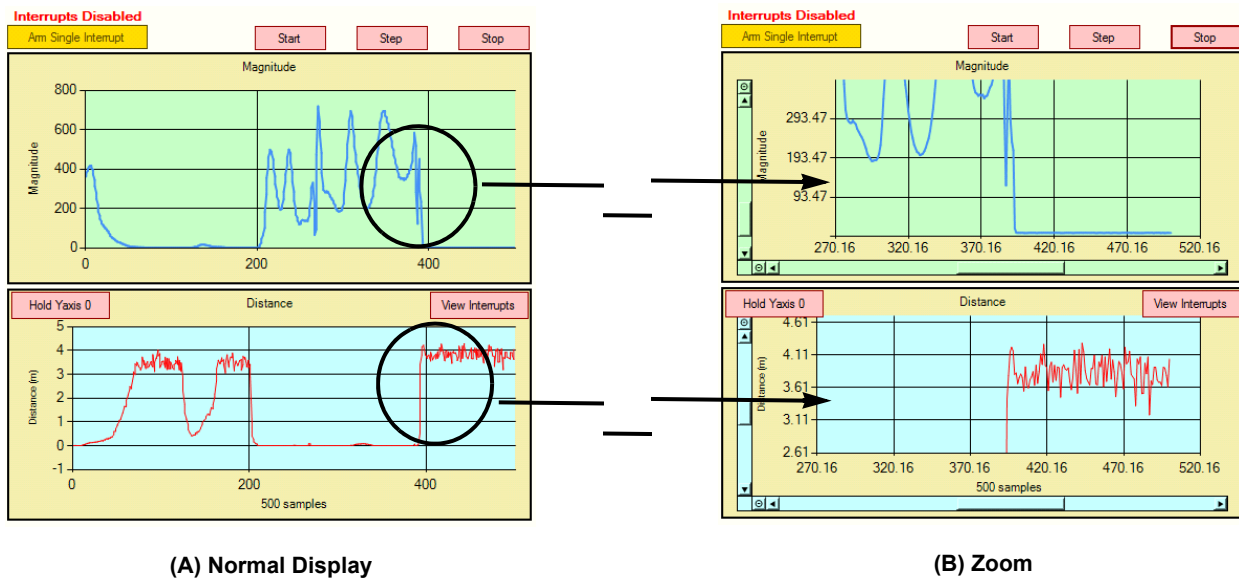 Interrupts Disabled
Arm Single Interrupt Start Step Stop
Magnitude
800
600
400
200
0
Magnitude
0 200 400
Hold Yaxis 0 Distance View Interrupts
5
4
3
2
1
0
-1
Distance (m)
0 200 400
500 samples
(A) Normal Display
Interrupts Disabled
Arm Single Interrupt Start Step Stop
Magnitude
293.47
193.47
93.47
Magnitude
270.16 320.16 370.16 420.16 470.16 520.16
Hold Yaxis 0 Distance View Interrupts
4.61
4.11
3.61
3.11
2.61
Distance (m)
270.16 320.16 370.16 420.16 470.16 520.16
500 samples
(B) Zoom